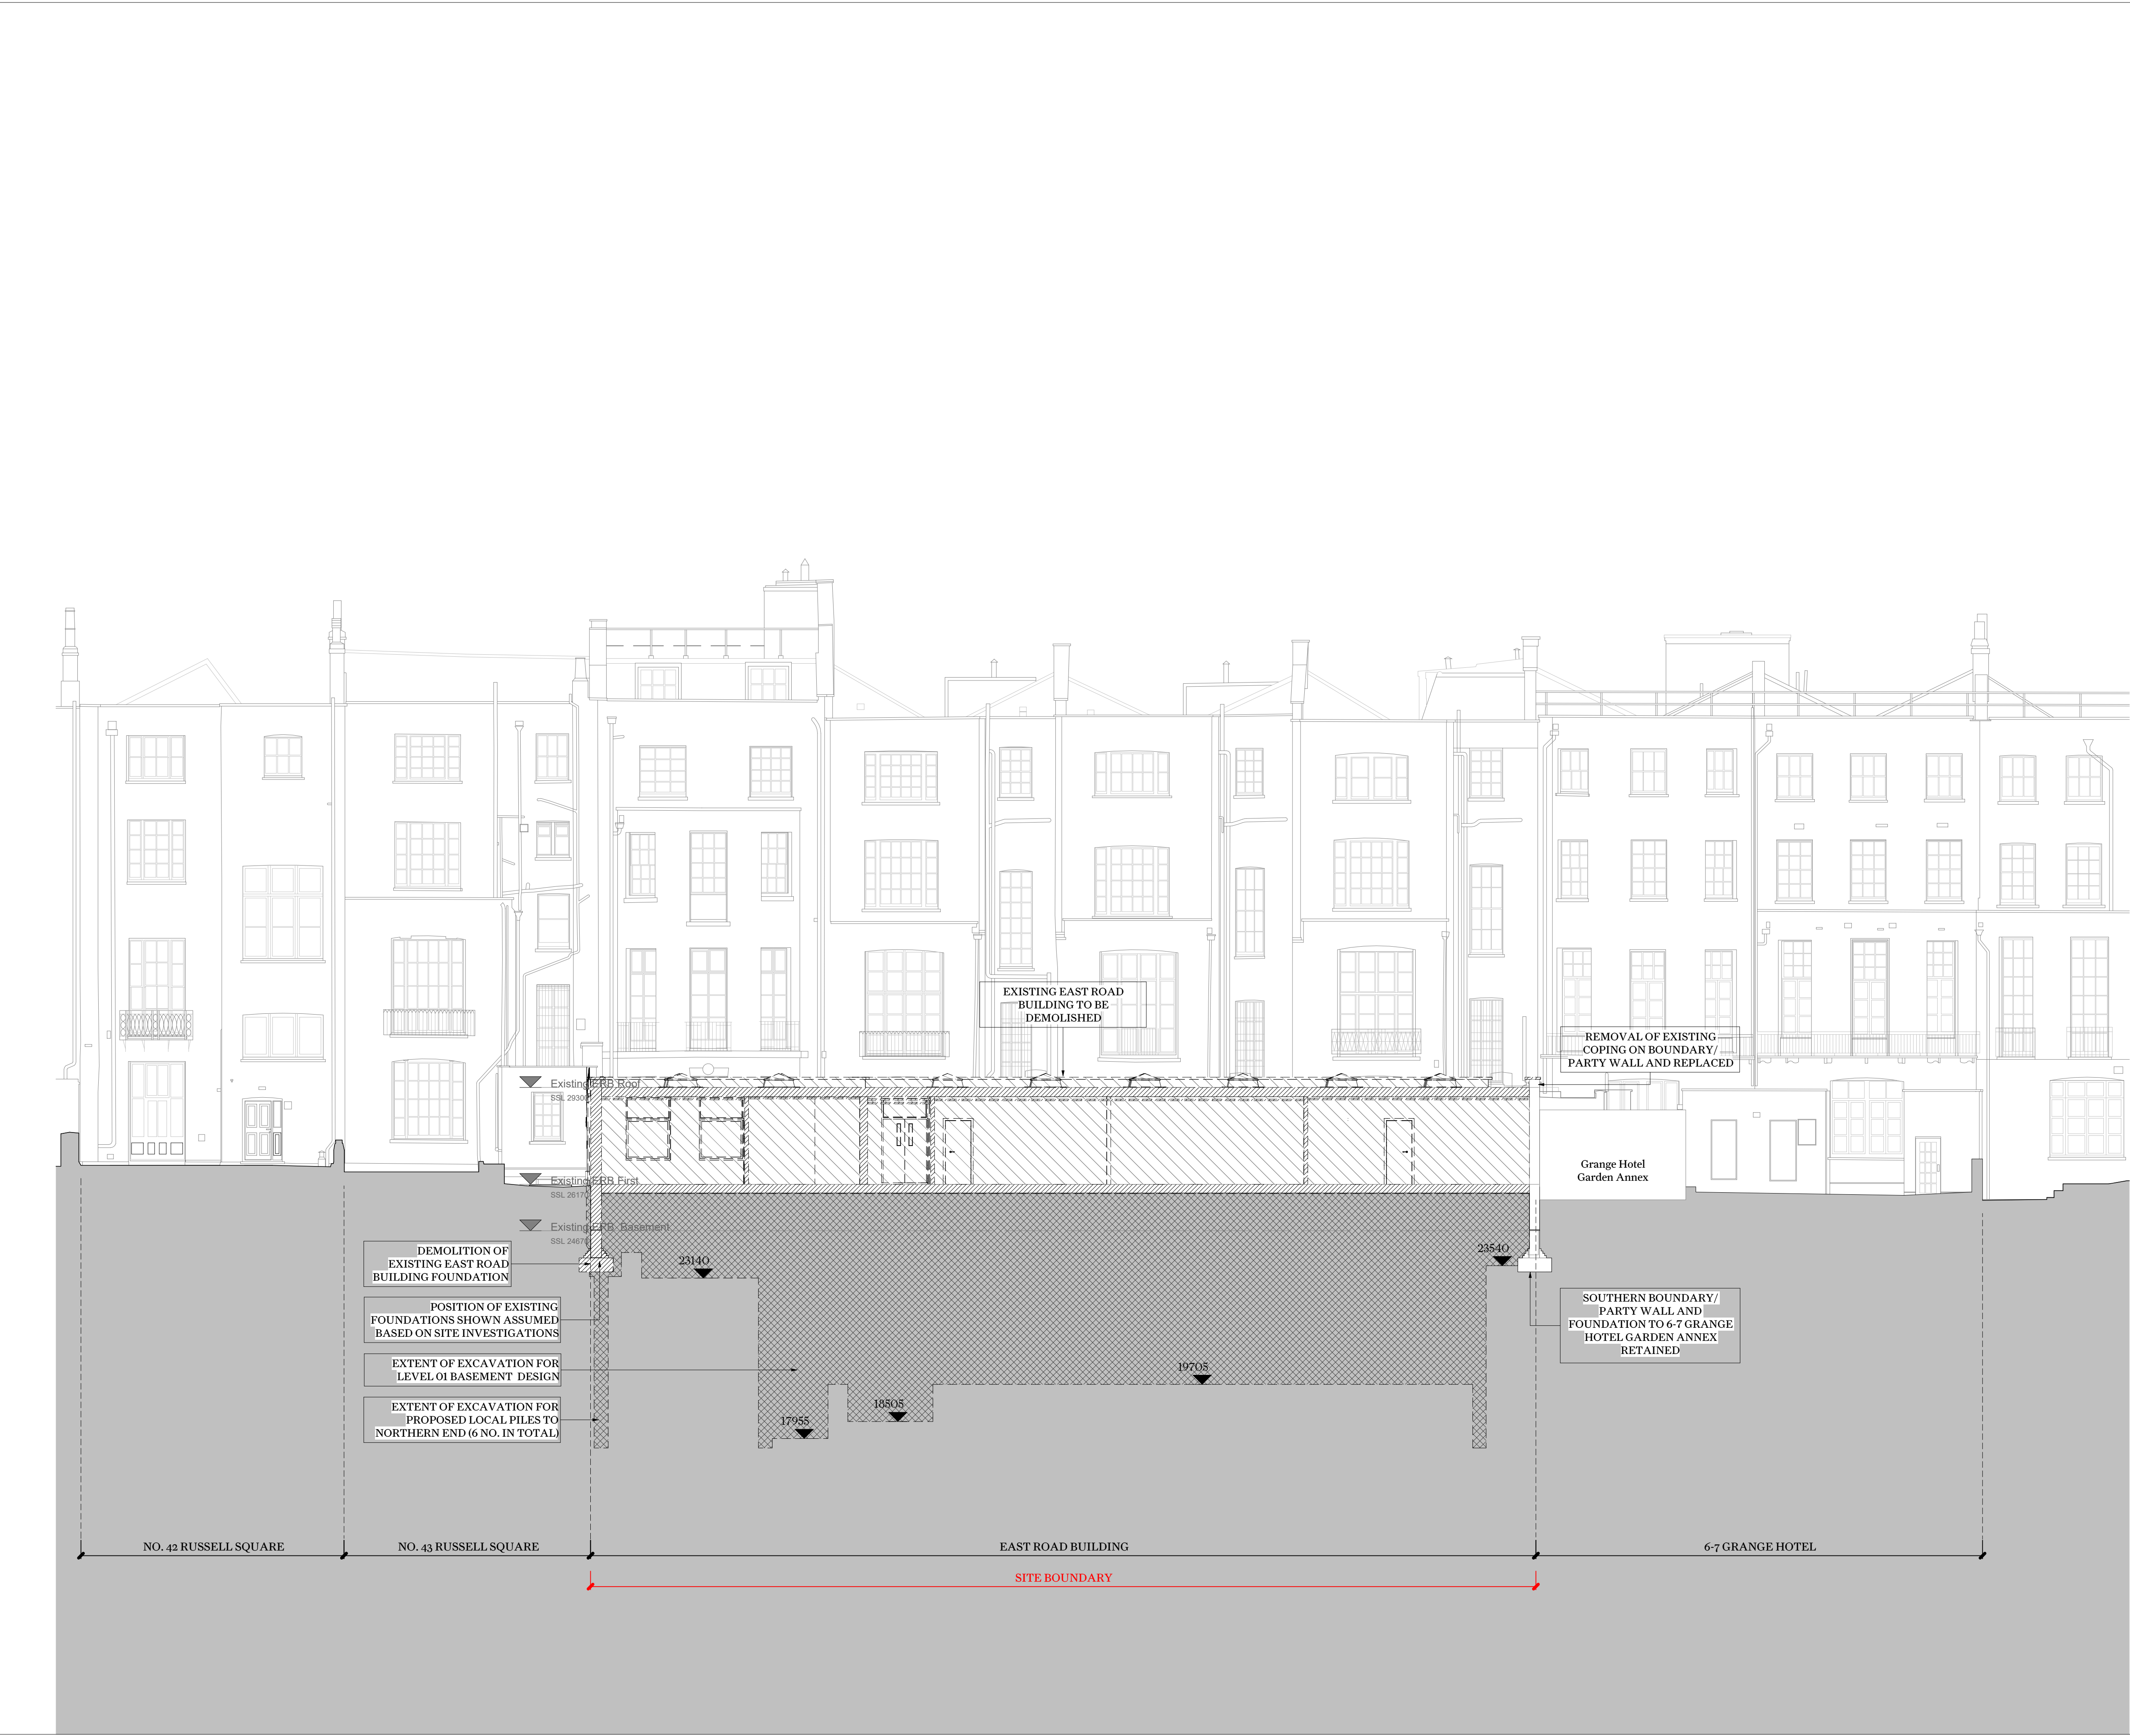 EXISTING EAST ROAD
BUILDING TO BE
DEMOLISHED
REMOVAL OF EXISTING
COPING ON BOUNDARY/
PARTY WALL AND REPLACED
Existing ERB Roof
SSL 29300
Grange Hotel
Garden Annex
Existing ERB First
SSL 26170
Existing ERB Basement
SSL 24670
DEMOLITION OF
EXISTING EAST ROAD
BUILDING FOUNDATION
23140
23540
POSITION OF EXISTING
FOUNDATIONS SHOWN ASSUMED
BASED ON SITE INVESTIGATIONS
SOUTHERN BOUNDARY/
PARTY WALL AND
FOUNDATION TO 6-7 GRANGE
HOTEL GARDEN ANNEX
RETAINED
EXTENT OF EXCAVATION FOR
LEVEL 01 BASEMENT DESIGN
19705
EXTENT OF EXCAVATION FOR
PROPOSED LOCAL PILES TO
NORTHERN END (6 NO. IN TOTAL)
17955
18505
NO. 42 RUSSELL SQUARE
NO. 43 RUSSELL SQUARE
EAST ROAD BUILDING
6-7 GRANGE HOTEL
SITE BOUNDARY